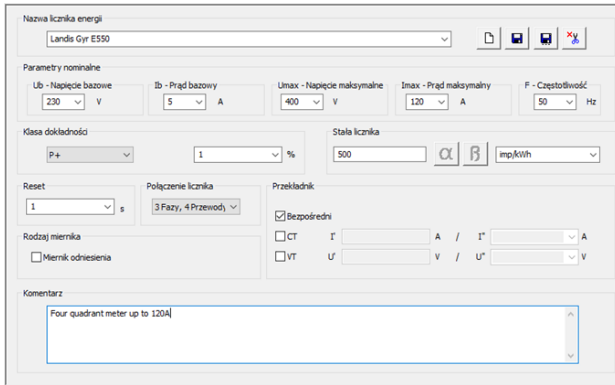 Nazwa licznika energii
Landis Gyr E550
Parametry nominalne
Ub - Napięcie bazowe Ib - Prąd bazowy Umax - Napięcie maksymalne Imax - Prąd maksymalny F - Częstotliwość
230 V 5 A 400 V 120 A 50 Hz
Klasa dokładności Stała licznika
P+ 1 % 500 α β imp/kWh
Reset Połączenie licznika Przekładnik
1 s 3 Fazy, 4 Przewody Bezpośredni
CT I' A / I" A
Rodzaj miernika
Miernik odniesienia VT U' V / U" V
Komentarz
Four quadrant meter up to 120A